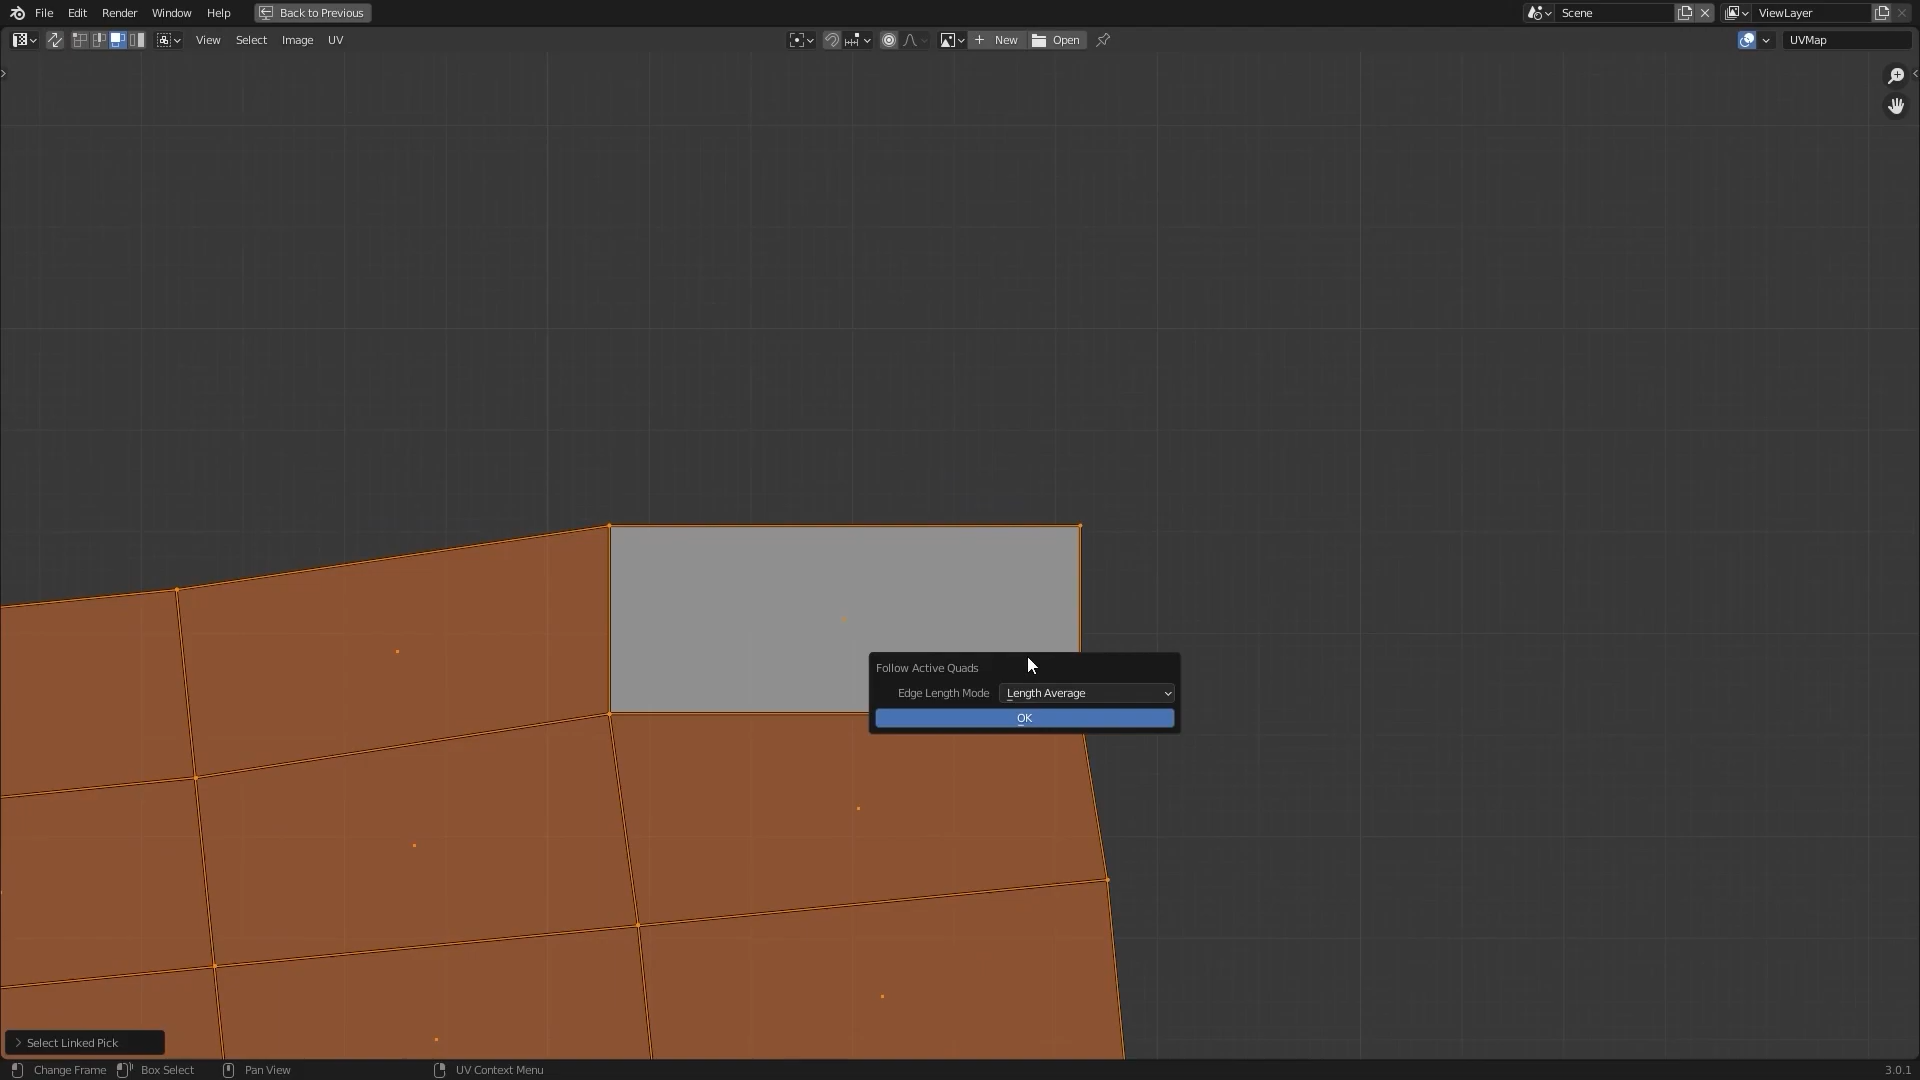 File Edit Render Window Help Back to Previous Scene ViewLayer
View Select Image UV New Open UVMap
Follow Active Quads
Edge Length Mode Length Average
OK
Select Linked Pick
Change Frame Box Select Pan View UV Context Menu 3.0.1